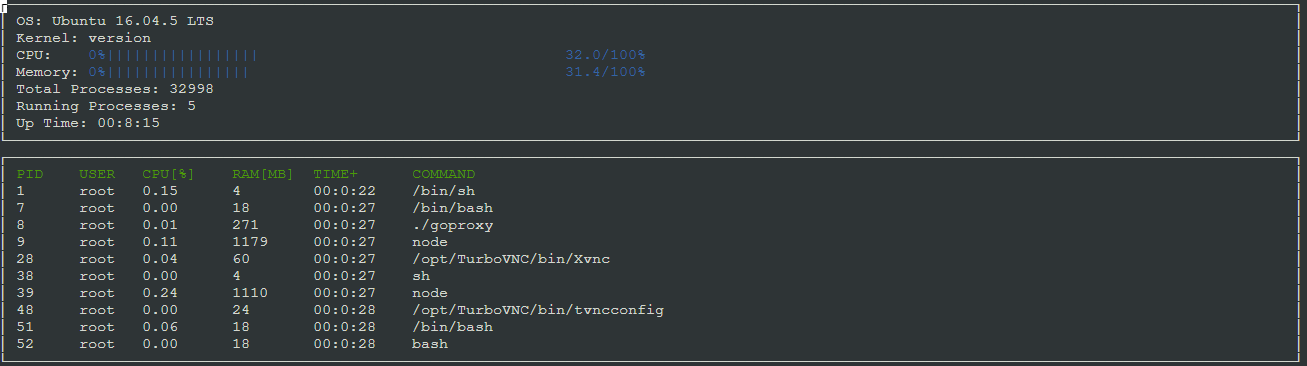 OS: Ubuntu 16.04.5 LTS
Kernel: version
CPU: 0%||||||||||||||||| 32.0/100%
Memory: 0%|||||||||||||||| 31.4/100%
Total Processes: 32998
Running Processes: 5
Up Time: 00:8:15
PID USER CPU[%] RAM[MB] TIME+ COMMAND
1 root 0.15 4 00:0:22 /bin/sh
7 root 0.00 18 00:0:27 /bin/bash
8 root 0.01 271 00:0:27 ./goproxy
9 root 0.11 1179 00:0:27 node
28 root 0.04 60 00:0:27 /opt/TurboVNC/bin/Xvnc
38 root 0.00 4 00:0:27 sh
39 root 0.24 1110 00:0:27 node
48 root 0.00 24 00:0:28 /opt/TurboVNC/bin/tvncconfig
51 root 0.06 18 00:0:28 /bin/bash
52 root 0.00 18 00:0:28 bash